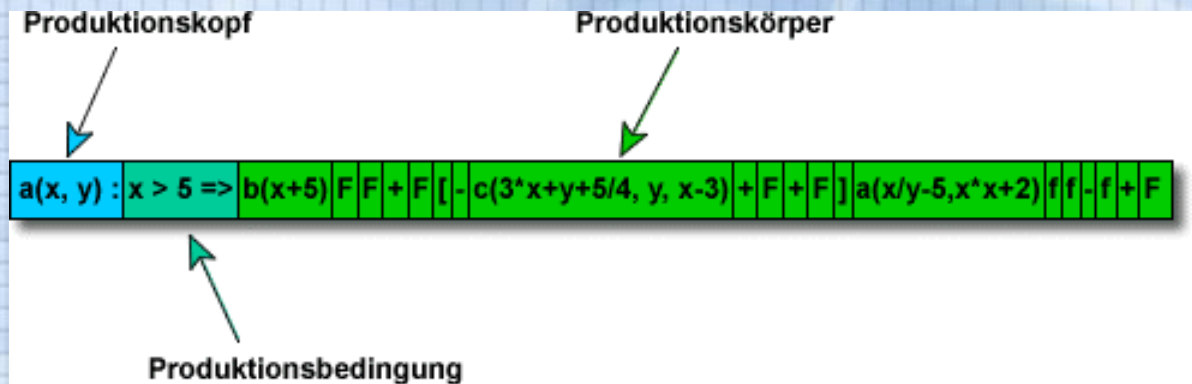 Produktionskopf Produktionskörper
a(x, y) : x > 5 => b(x+5) F F + F [ - c(3*x+y+5/4, y, x-3) + F + F ] a(x/y-5,x*x+2) f f - f + F
Produktionsbedingung